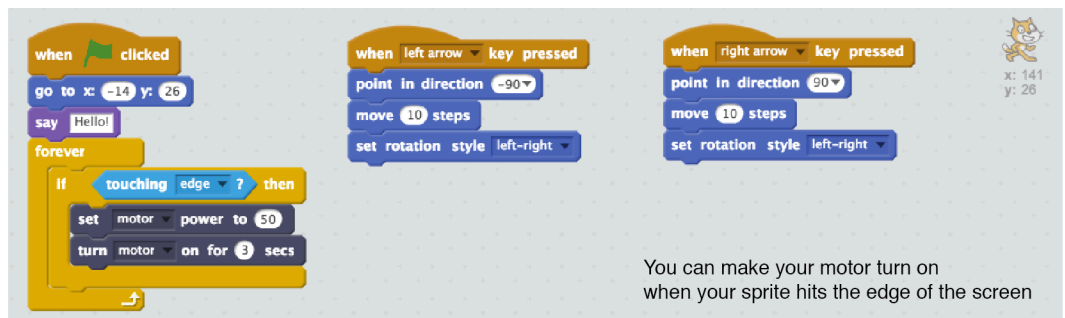 when clicked
go to x: -14 y: 26
say Hello!
forever
if touching edge ? then
set motor power to 50
turn motor on for 3 secs
when left arrow key pressed
point in direction -90
move 10 steps
set rotation style left-right
when right arrow key pressed
point in direction 90
move 10 steps
set rotation style left-right
x: 141
y: 26
You can make your motor turn on
when your sprite hits the edge of the screen